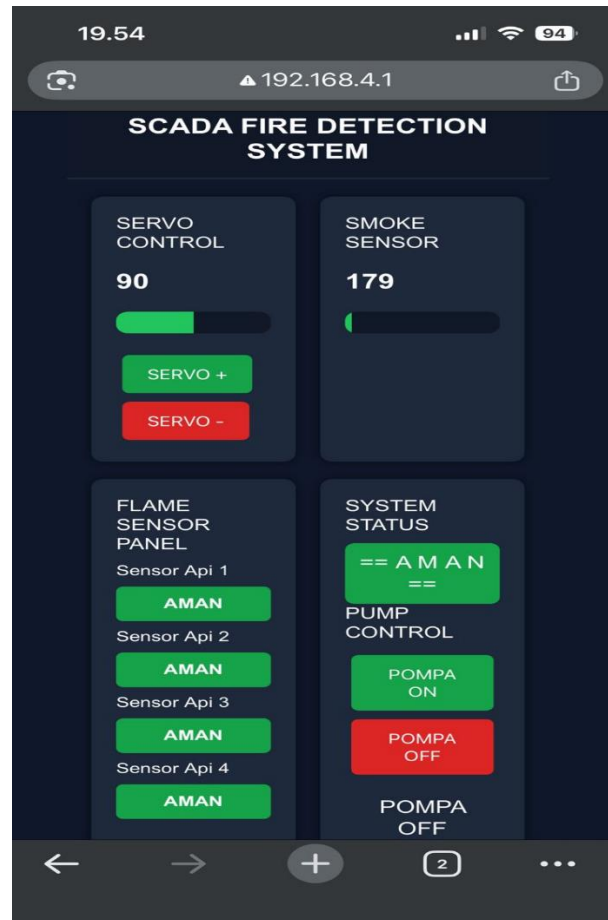 19.54
94
192.168.4.1
SCADA FIRE DETECTION
SYSTEM
SERVO
CONTROL
90
SERVO +
SERVO -
SMOKE
SENSOR
179
FLAME
SENSOR
PANEL
Sensor Api 1
AMAN
Sensor Api 2
AMAN
Sensor Api 3
AMAN
Sensor Api 4
AMAN
SYSTEM
STATUS
== A M A N
==
PUMP
CONTROL
POMPA
ON
POMPA
OFF
POMPA
OFF
2